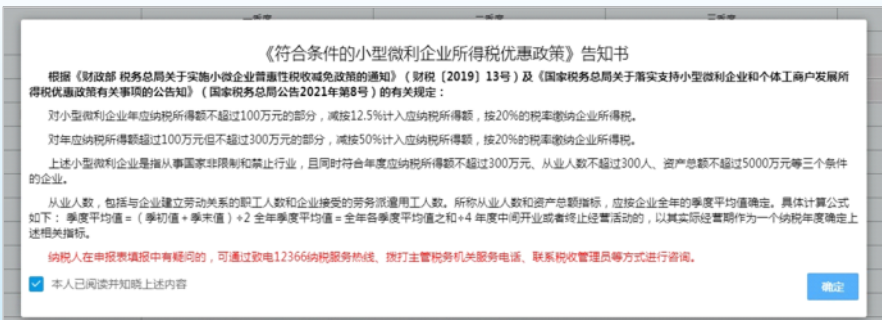 一季度 二季度 三季度
《符合条件的小型微利企业所得税优惠政策》告知书
根据《财政部 税务总局关于实施小微企业普惠性税收减免政策的通知》（财税〔2019〕13号）及《国家税务总局关于落实支持小型微利企业和个体工商户发展所
得税优惠政策有关事项的公告知》（国家税务总局公告2021年第8号）的有关规定：
对小型微利企业年应纳税所得额不超过100万元的部分，减按12.5%计入应纳税所得额，按20%的税率缴纳企业所得税。
对年应纳税所得额超过100万元但不超过300万元的部分，减按50%计入应纳税所得额，按20%的税率缴纳企业所得税。
上述小型微利企业是指从事国家非限制和禁止行业，且同时符合年度应纳税所得额不超过300万元、从业人数不超过300人、资产总额不超过5000万元等三个条件
的企业。
从业人数，包括与企业建立劳动关系的职工人数和企业接受的劳务派遣用工人数。所称从业人数和资产总额指标，应按企业全年的季度平均值确定。具体计算公式
如下： 季度平均值=（季初值+季末值）÷2 全年季度平均值=全年各季度平均值之和÷4 年度中间开业或者终止经营活动的，以其实际经营期作为一个纳税年度确定上
述相关指标。
纳税人在申报表填报中有疑问的，可通过致电12366纳税服务热线、拨打主管税务机关服务电话、联系税收管理员等方式进行咨询。
本人已阅读并知晓上述内容
确定